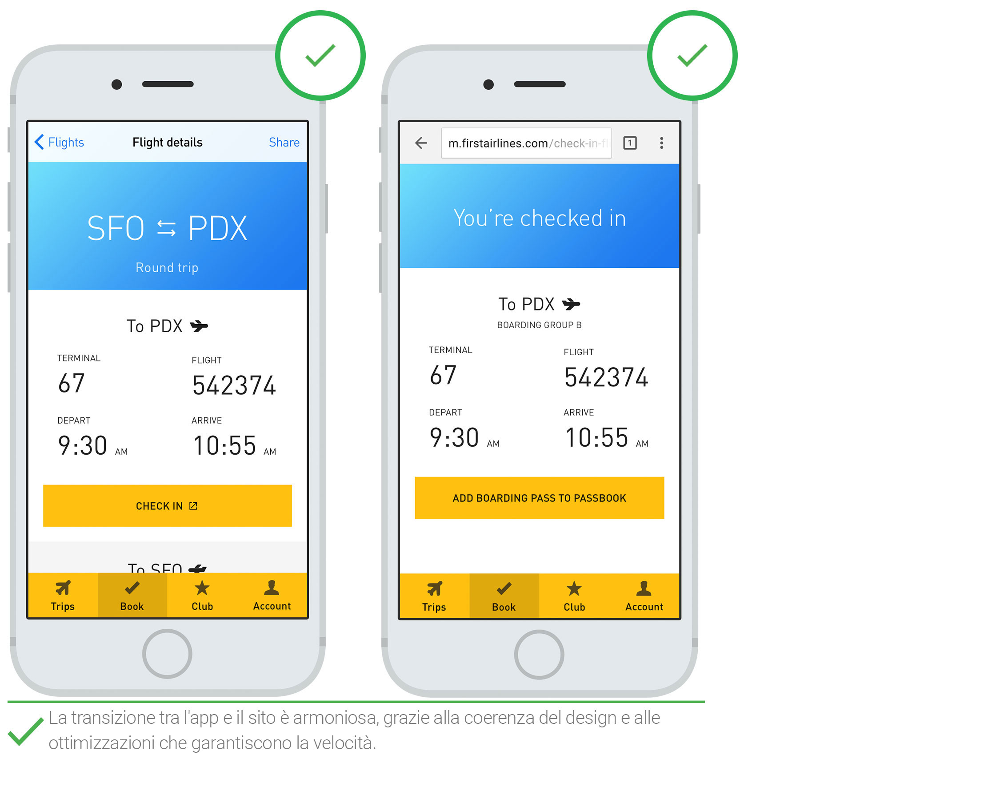 Flights Flight details Share
SFO ⇆ PDX
Round trip
To PDX
TERMINAL FLIGHT
67 542374
DEPART ARRIVE
9:30 AM 10:55 AM
CHECK IN
To SFO
Trips Book Club Account
m.firstairlines.com/check-in-fl 1
You're checked in
To PDX
BOARDING GROUP B
TERMINAL FLIGHT
67 542374
DEPART ARRIVE
9:30 AM 10:55 AM
ADD BOARDING PASS TO PASSBOOK
Trips Book Club Account
La transizione tra l'app e il sito è armoniosa, grazie alla coerenza del design e alle
ottimizzazioni che garantiscono la velocità.